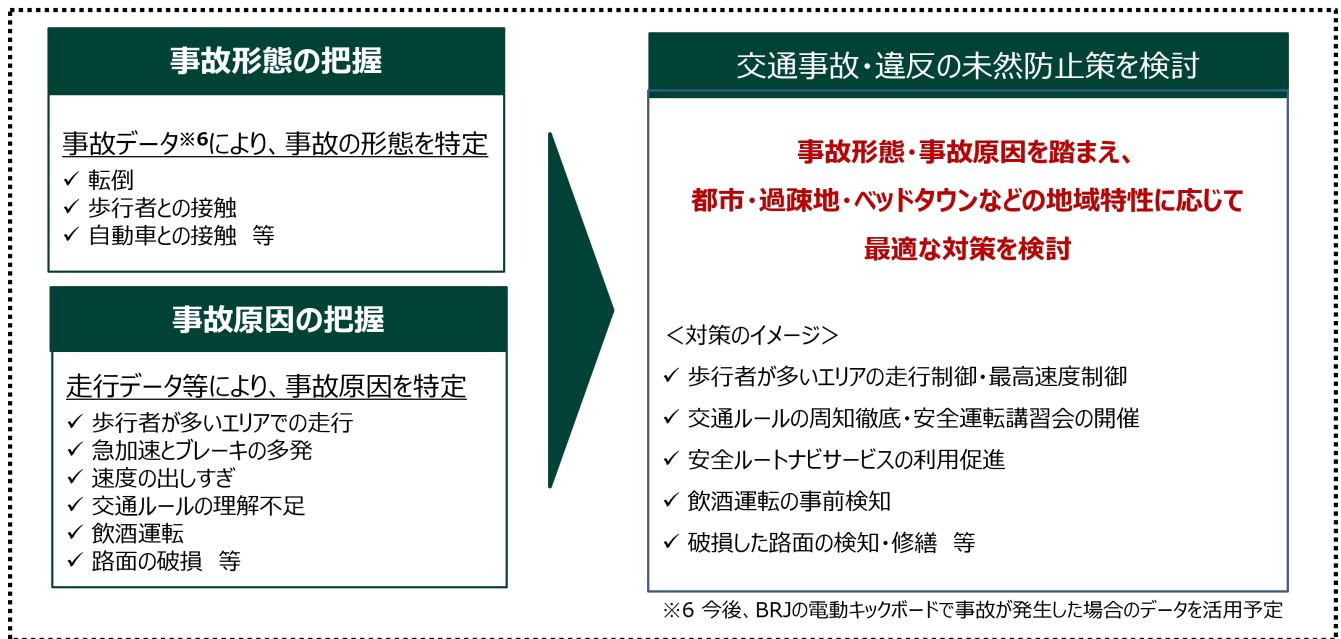 事故形態の把握
事故データ※6により、事故の形態を特定
✓ 転倒
✓ 歩行者との接触
✓ 自動車との接触 等
事故原因の把握
走行データ等により、事故原因を特定
✓ 歩行者が多いエリアでの走行
✓ 急加速とブレーキの多発
✓ 速度の出しすぎ
✓ 交通ルールの理解不足
✓ 飲酒運転
✓ 路面の破損 等
交通事故・違反の未然防止策を検討
事故形態・事故原因を踏まえ、
都市・過疎地・ベッドタウンなどの地域特性に応じて
最適な対策を検討
＜対策のイメージ＞
✓ 歩行者が多いエリアの走行制御・最高速度制御
✓ 交通ルールの周知徹底・安全運転講習会の開催
✓ 安全ルートナビサービスの利用促進
✓ 飲酒運転の事前検知
✓ 破損した路面の検知・修繕 等
※6 今後、BRJの電動キックボードで事故が発生した場合のデータを活用予定